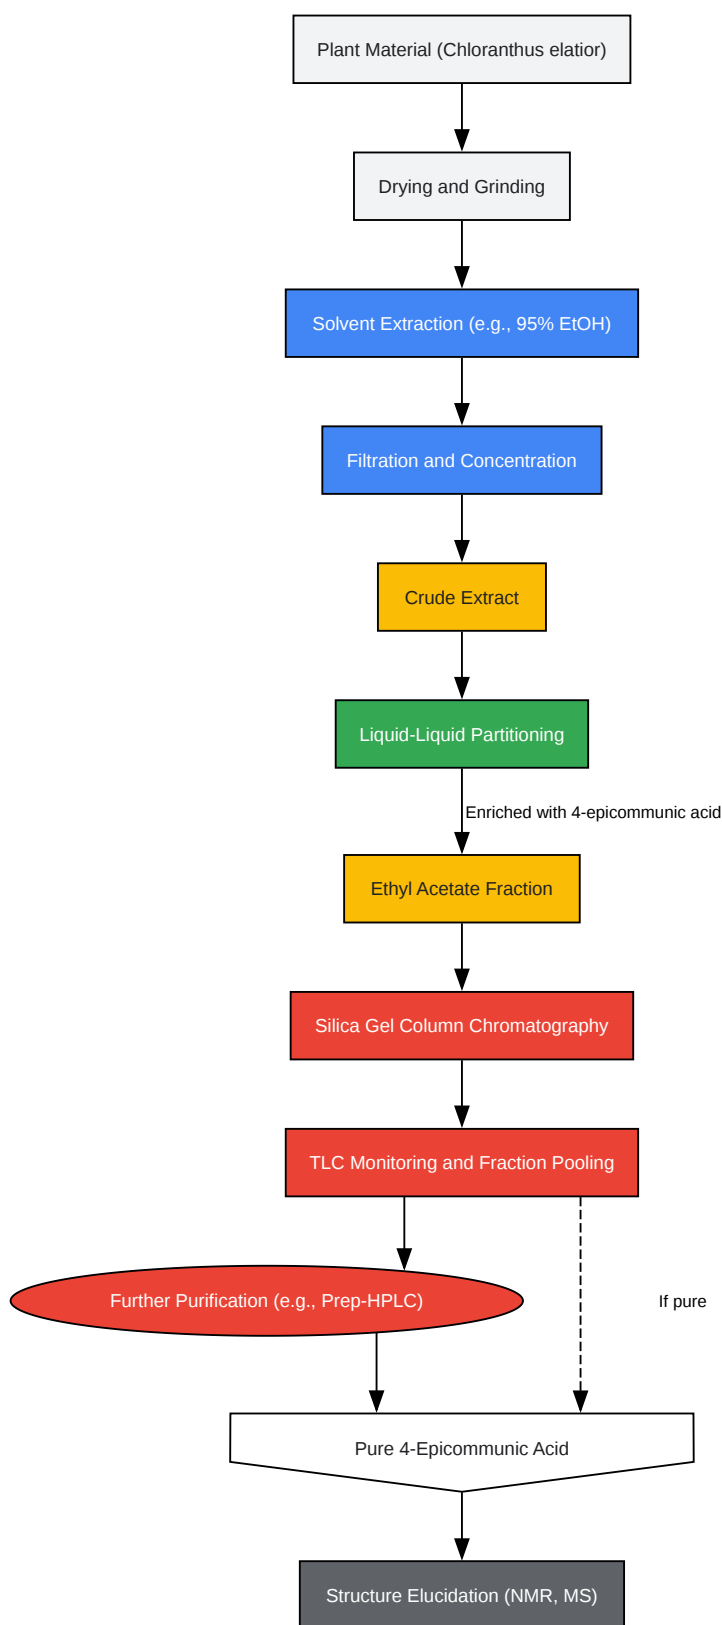 Plant Material (Chloranthus elatior)
Drying and Grinding
Solvent Extraction (e.g., 95% EtOH)
Filtration and Concentration
Crude Extract
Liquid-Liquid Partitioning
Enriched with 4-epicommunic acid
Ethyl Acetate Fraction
Silica Gel Column Chromatography
TLC Monitoring and Fraction Pooling
Further Purification (e.g., Prep-HPLC)
If pure
Pure 4-Epicommunic Acid
Structure Elucidation (NMR, MS)